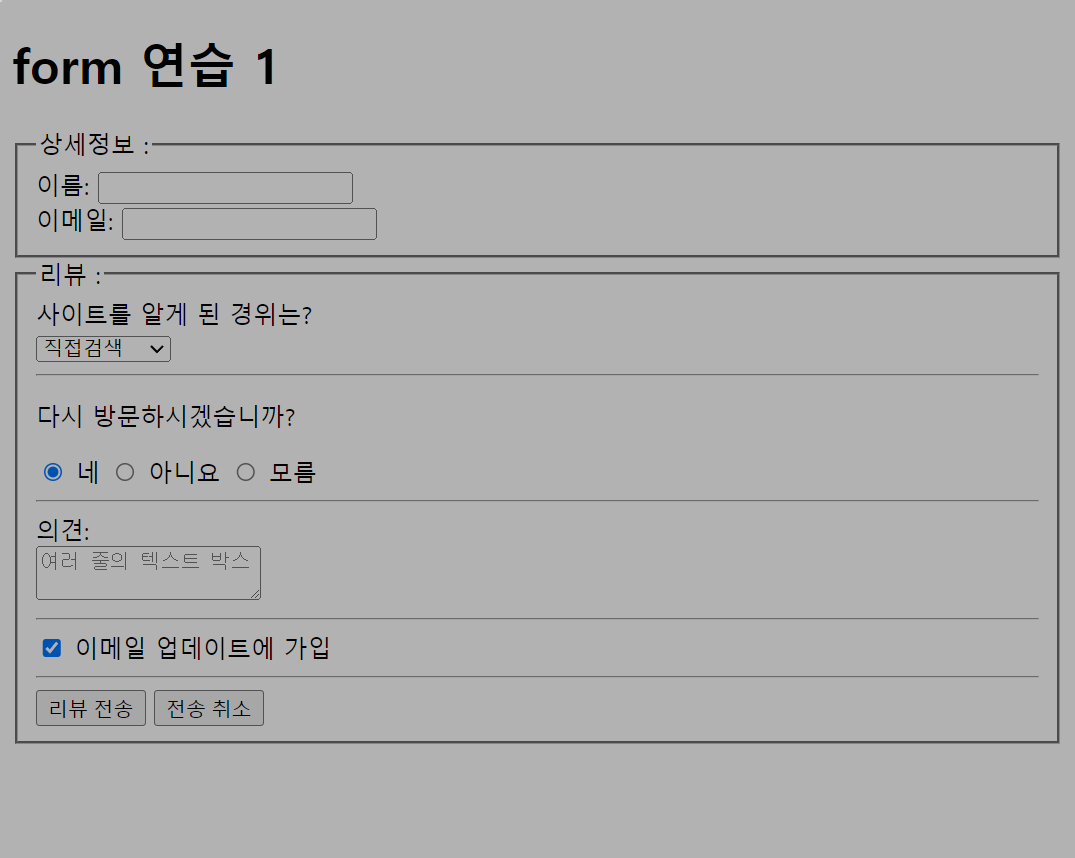 form 연습 1
상세정보 :
이름:
이메일:
리뷰 :
사이트를 알게 된 경위는?
직접검색
다시 방문하시겠습니까?
네 아니요 모름
의견:
여러 줄의 텍스트 박스
이메일 업데이트에 가입
리뷰 전송 전송 취소